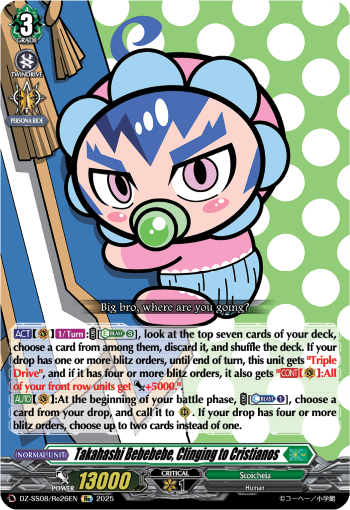 3
GRADE
TWINDRIVE
PERSONA RIDE
Big bro, where are you going?
ACT【】1/Turn:[BLAST 3], look at the top seven cards of your deck,
choose a card from among them, discard it, and shuffle the deck. If your
drop has one or more blitz orders, until end of turn, this unit gets "Triple
Drive", and if it has four or more blitz orders, it also gets "CONT【】:All
of your front row units get +5000.".
AUTO【】:At the beginning of your battle phase, [BLAST], choose a
card from your drop, and call it to . If your drop has four or more
blitz orders, choose up to two cards instead of one.
NORMAL UNIT
Takahashi Bebebebe, Clinging to Cristianos
POWER 13000
CRITICAL
1
Stoicheia
Human
DZ-SS08/Re26EN Re 2025
©コーヘー／小学館